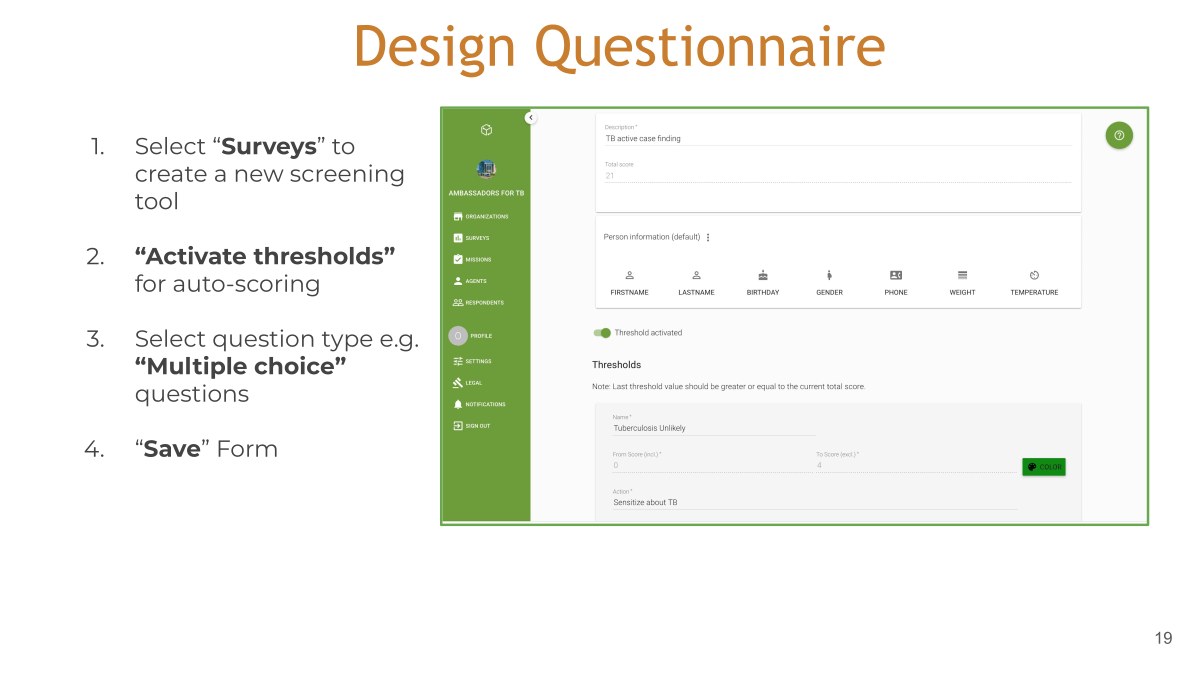 Design Questionnaire
1. Select “Surveys” to
create a new screening
tool
2. “Activate thresholds”
for auto-scoring
3. Select question type e.g.
“Multiple choice”
questions
4. “Save” Form
AMBASSADORS FOR TB
ORGANIZATIONS
SURVEYS
MISSIONS
AGENTS
RESPONDENTS
O PROFILE
SETTINGS
LEGAL
NOTIFICATIONS
SIGN OUT
Description *
TB active case finding
Total score
21
Person information (default)
FIRSTNAME LASTNAME BIRTHDAY GENDER PHONE WEIGHT TEMPERATURE
Threshold activated
Thresholds
Note: Last threshold value should be greater or equal to the current total score.
Name *
Tuberculosis Unlikely
From Score (incl.) * To Score (excl.) *
0 4
COLOR
Action *
Sensitize about TB
19